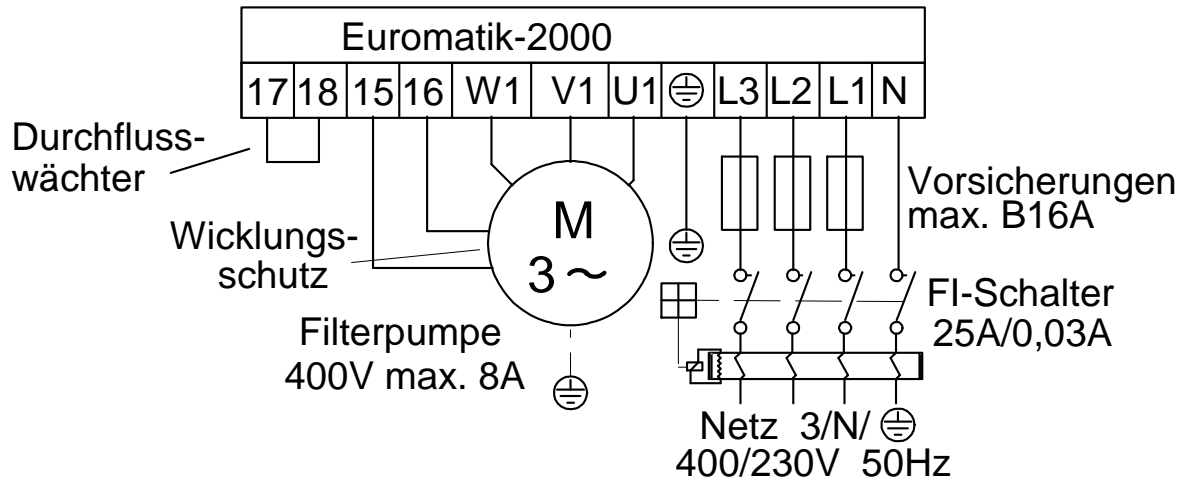 Euromatik-2000
17 18 15 16 W1 V1 U1 L3 L2 L1 N
Durchfluss-
wächter
Wicklungs-
schutz
M
3 ~
Filterpumpe
400V max. 8A
Vorsicherungen
max. B16A
FI-Schalter
25A/0,03A
Netz 3/N/
400/230V 50Hz